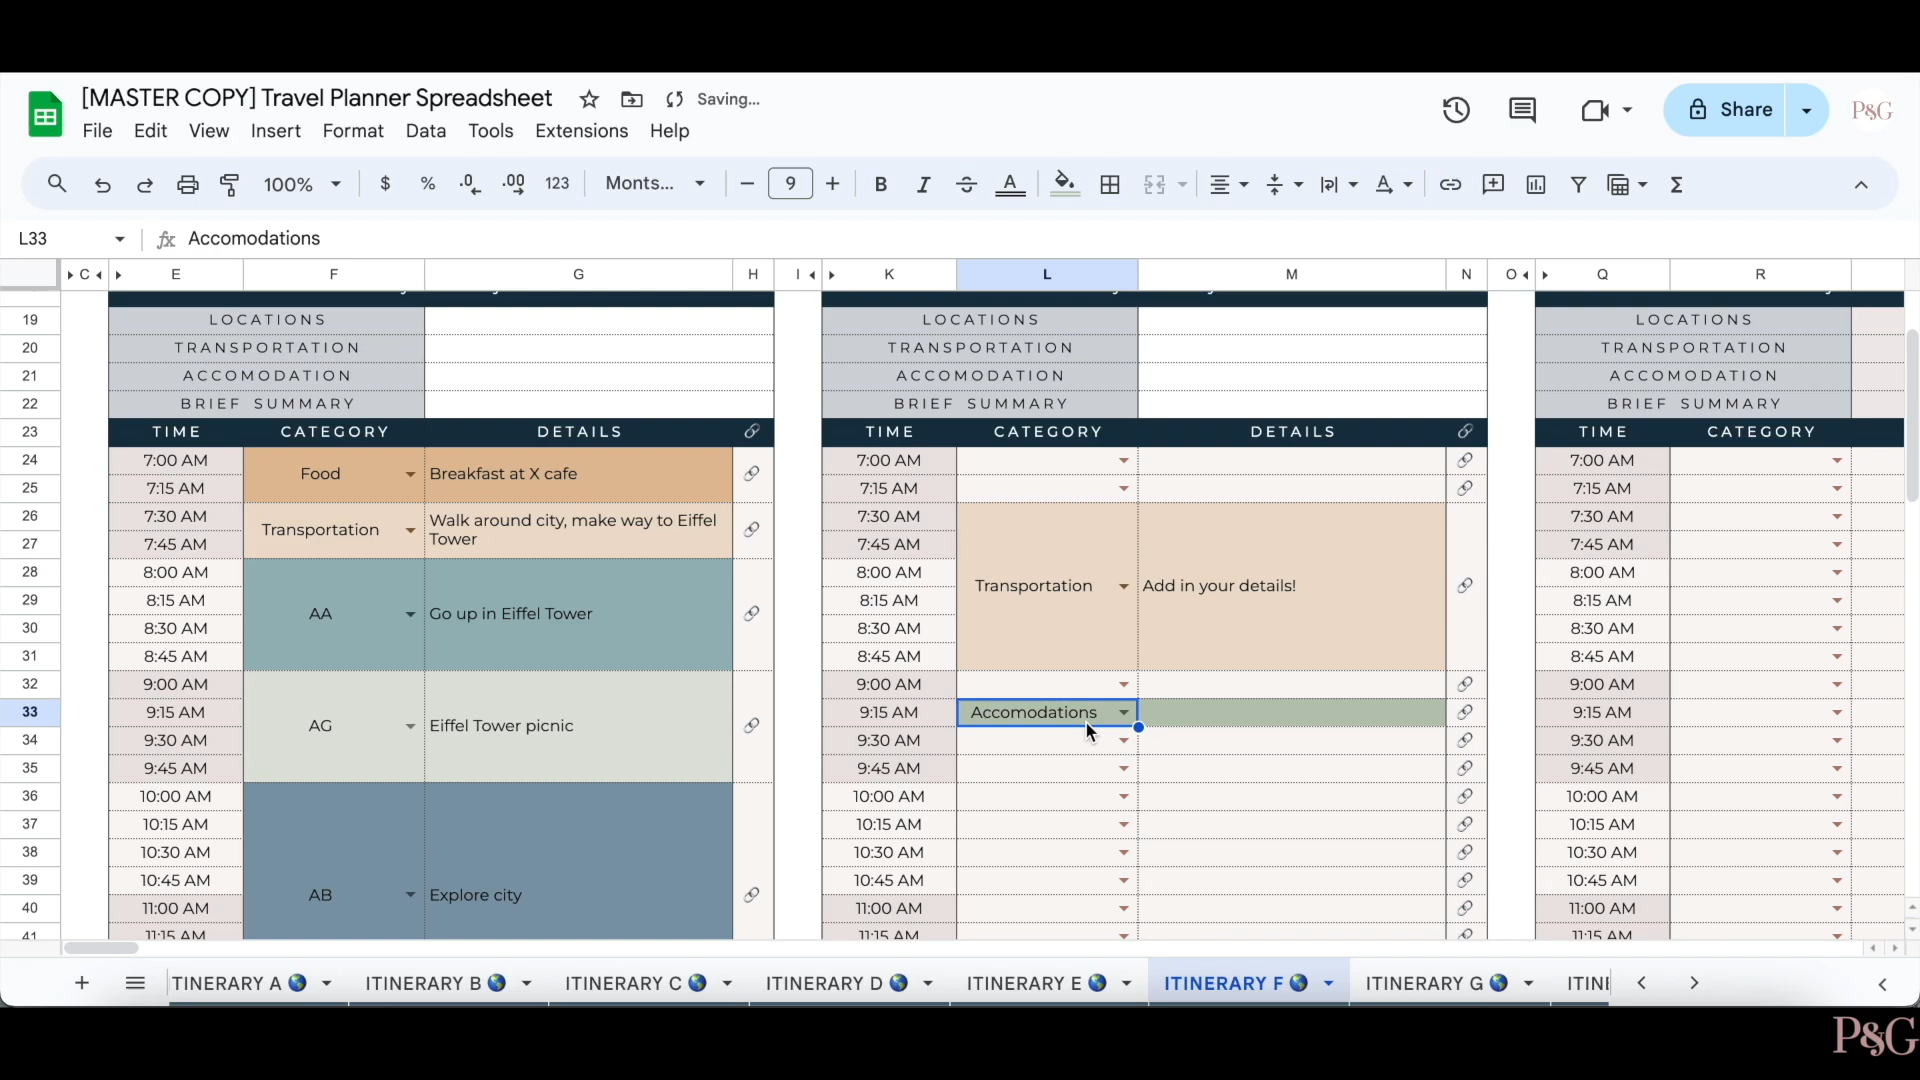 [MASTER COPY] Travel Planner Spreadsheet Saving...
File Edit View Insert Format Data Tools Extensions Help
Share
P&G
100% $ % .0 .00 123 Monts... 9 B I A A Σ
L33 fx Accomodations
C E F G H I K L M N O Q R
19 LOCATIONS LOCATIONS LOCATIONS
20 TRANSPORTATION TRANSPORTATION TRANSPORTATION
21 ACCOMODATION ACCOMODATION ACCOMODATION
22 BRIEF SUMMARY BRIEF SUMMARY BRIEF SUMMARY
23 TIME CATEGORY DETAILS TIME CATEGORY DETAILS TIME CATEGORY
24 7:00 AM Food Breakfast at X cafe 7:00 AM 7:00 AM
25 7:15 AM 7:15 AM 7:15 AM
26 7:30 AM Transportation Walk around city, make way to Eiffel 7:30 AM 7:30 AM
27 7:45 AM Tower 7:45 AM 7:45 AM
28 8:00 AM 8:00 AM Transportation Add in your details! 8:00 AM
29 8:15 AM AA Go up in Eiffel Tower 8:15 AM 8:15 AM
30 8:30 AM 8:30 AM 8:30 AM
31 8:45 AM 8:45 AM 8:45 AM
32 9:00 AM 9:00 AM 9:00 AM
33 9:15 AM AG Eiffel Tower picnic 9:15 AM Accomodations 9:15 AM
34 9:30 AM 9:30 AM 9:30 AM
35 9:45 AM 9:45 AM 9:45 AM
36 10:00 AM 10:00 AM 10:00 AM
37 10:15 AM 10:15 AM 10:15 AM
38 10:30 AM 10:30 AM 10:30 AM
39 10:45 AM AB Explore city 10:45 AM 10:45 AM
40 11:00 AM 11:00 AM 11:00 AM
41 11:15 AM 11:15 AM 11:15 AM
TINERARY A ITINERARY B ITINERARY C ITINERARY D ITINERARY E ITINERARY F ITINERARY G ITINE
P&G